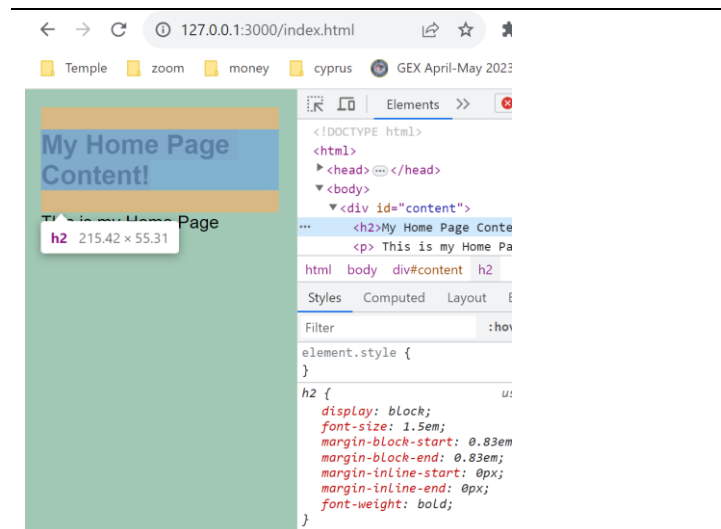 127.0.0.1:3000/index.html
Temple zoom money cyprus GEX April-May 2023
Elements
My Home Page
Content!
This is my Home Page
h2 215.42 × 55.31
<!DOCTYPE html>
<html>
<head> ⋯ </head>
<body>
<div id="content">
⋯ <h2>My Home Page Conte
<p> This is my Home Pa
html body div#content h2
Styles Computed Layout
Filter :hov
element.style {
}
h2 { us
display: block;
font-size: 1.5em;
margin-block-start: 0.83em
margin-block-end: 0.83em;
margin-inline-start: 0px;
margin-inline-end: 0px;
font-weight: bold;
}